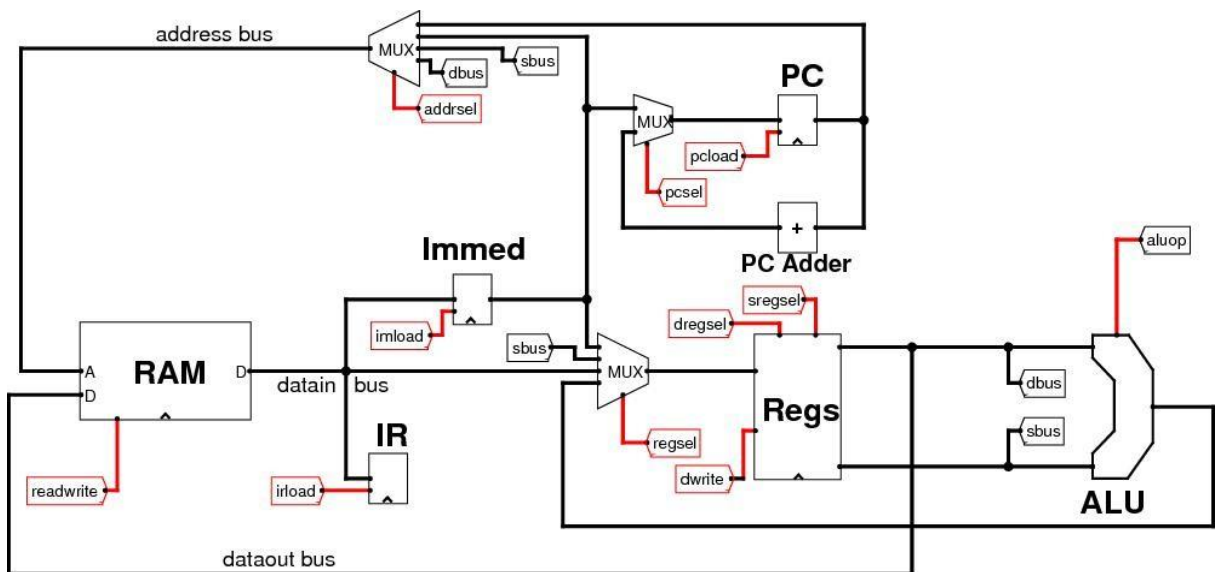 address bus
MUX
sbus
dbus
addrsel
PC
MUX
pcload
pcsel
+
PC Adder
aluop
Immed
sregsel
dregsel
imload
sbus
RAM
A
D
D
datain bus
MUX
Regs
dbus
sbus
IR
regsel
dwrite
readwrite
irload
ALU
dataout bus